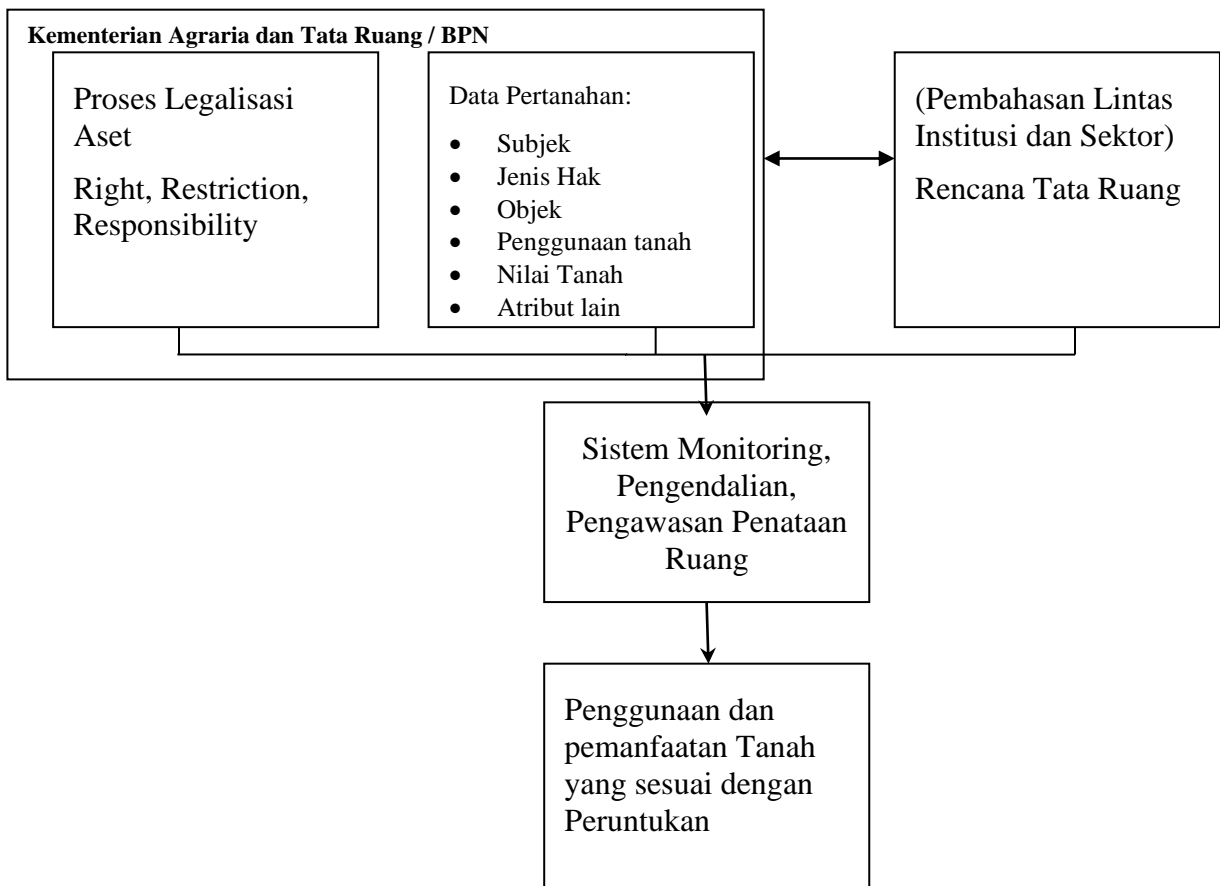 Kementerian Agraria dan Tata Ruang / BPN
Proses Legalisasi
Aset
Right, Restriction,
Responsibility
Data Pertanahan:
• Subjek
• Jenis Hak
• Objek
• Penggunaan tanah
• Nilai Tanah
• Atribut lain
(Pembahasan Lintas
Institusi dan Sektor)
Rencana Tata Ruang
Sistem Monitoring,
Pengendalian,
Pengawasan Penataan
Ruang
Penggunaan dan
pemanfaatan Tanah
yang sesuai dengan
Peruntukan